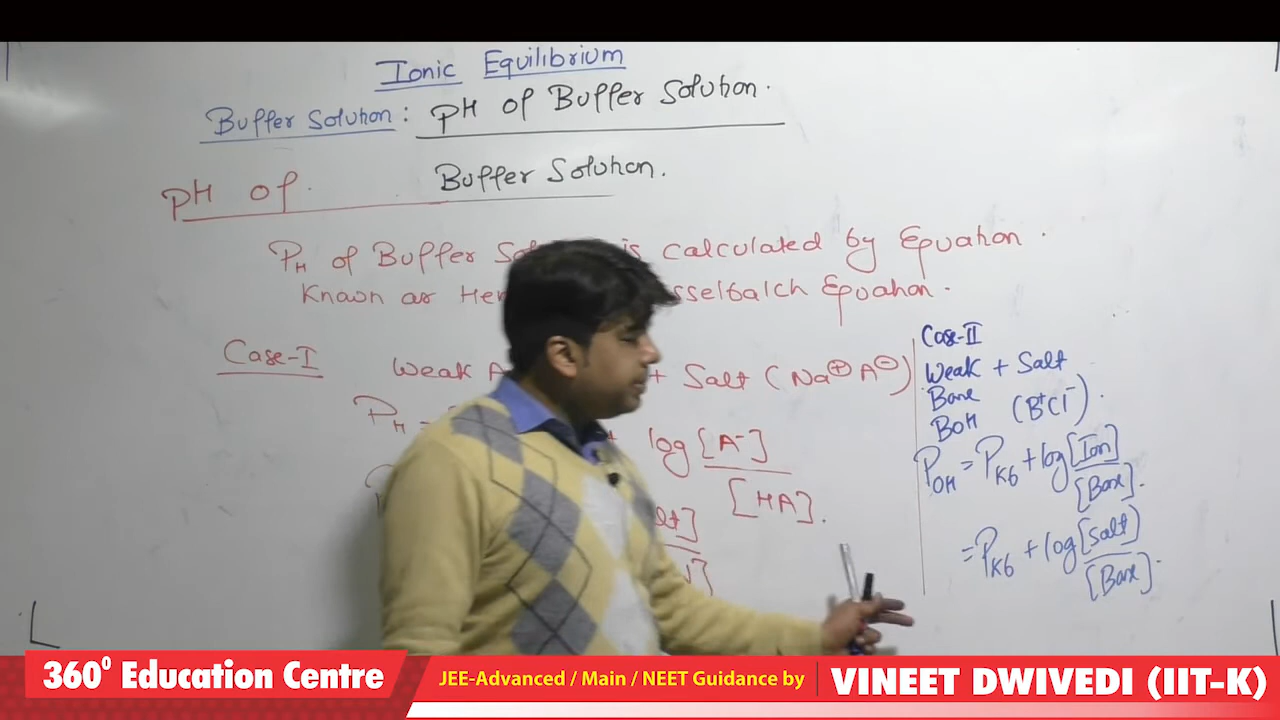 Ionic Equilibrium
Buffer Solution : PH of Buffer Solution.
PH of. Buffer Solution.
PH of Buffer is calculated by Equation.
Known as sselbalch Equation.
Case-I Weak + Salt (Na⊕ A⊖)
PH log [A-]
[HA].
Case-II
Weak + Salt
Base
BOH (B+Cl-).
POH = PKb + log [Ion]
[Base].
= PKb + log [Salt]
[Base].
360° Education Centre
JEE-Advanced / Main / NEET Guidance by VINEET DWIVEDI (IIT-K)